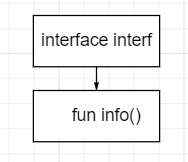 interface interf
fun info()